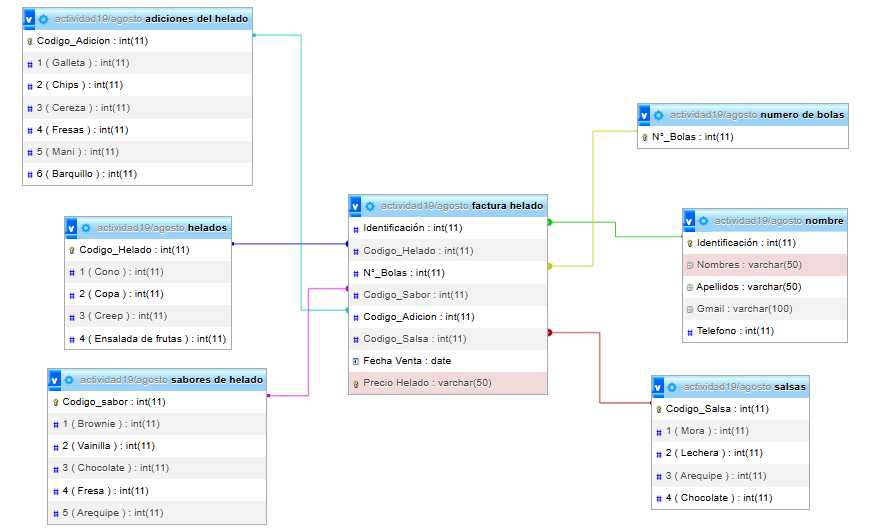 actividad19/agosto adiciones del helado
Codigo_Adicion : int(11)
1 ( Galleta ) : int(11)
2 ( Chips ) : int(11)
3 ( Cereza ) : int(11)
4 ( Fresas ) : int(11)
5 ( Mani ) : int(11)
6 ( Barquillo ) : int(11)
actividad19/agosto helados
Codigo_Helado : int(11)
1 ( Cono ) : int(11)
2 ( Copa ) : int(11)
3 ( Creep ) : int(11)
4 ( Ensalada de frutas ) : int(11)
actividad19/agosto sabores de helado
Codigo_sabor : int(11)
1 ( Brownie ) : int(11)
2 ( Vainilla ) : int(11)
3 ( Chocolate ) : int(11)
4 ( Fresa ) : int(11)
5 ( Arequipe ) : int(11)
actividad19/agosto factura helado
Identificación : int(11)
Codigo_Helado : int(11)
N°_Bolas : int(11)
Codigo_Sabor : int(11)
Codigo_Adicion : int(11)
Codigo_Salsa : int(11)
Fecha Venta : date
Precio Helado : varchar(50)
actividad19/agosto numero de bolas
N°_Bolas : int(11)
actividad19/agosto nombre
Identificación : int(11)
Nombres : varchar(50)
Apellidos : varchar(50)
Gmail : varchar(100)
Telefono : int(11)
actividad19/agosto salsas
Codigo_Salsa : int(11)
1 ( Mora ) : int(11)
2 ( Lechera ) : int(11)
3 ( Arequipe ) : int(11)
4 ( Chocolate ) : int(11)